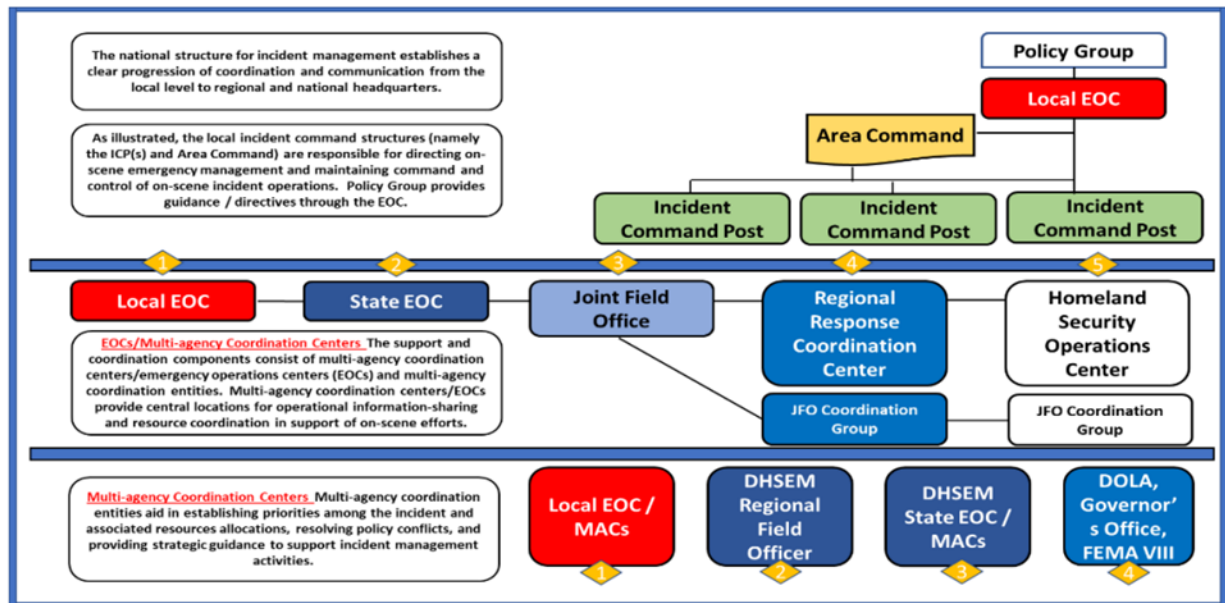 The national structure for incident management establishes a
clear progression of coordination and communication from the
local level to regional and national headquarters.
As illustrated, the local incident command structures (namely
the ICP(s) and Area Command) are responsible for directing on-
scene emergency management and maintaining command and
control of on-scene incident operations. Policy Group provides
guidance / directives through the EOC.
Policy Group
Local EOC
Area Command
Incident
Command Post
Incident
Command Post
Incident
Command Post
1
2
3
4
5
Local EOC
State EOC
Joint Field
Office
Regional
Response
Coordination
Center
Homeland
Security
Operations
Center
EOCs/Multi-agency Coordination Centers The support and
coordination components consist of multi-agency coordination
centers/emergency operations centers (EOCs) and multi-agency
coordination entities. Multi-agency coordination centers/EOCs
provide central locations for operational information-sharing
and resource coordination in support of on-scene efforts.
JFO Coordination
Group
JFO Coordination
Group
Multi-agency Coordination Centers Multi-agency coordination
entities aid in establishing priorities among the incident and
associated resources allocations, resolving policy conflicts, and
providing strategic guidance to support incident management
activities.
Local EOC /
MACs
DHSEM
Regional
Field
Officer
DHSEM
State EOC /
MACs
DOLA,
Governor'
s Office,
FEMA VIII
1
2
3
4